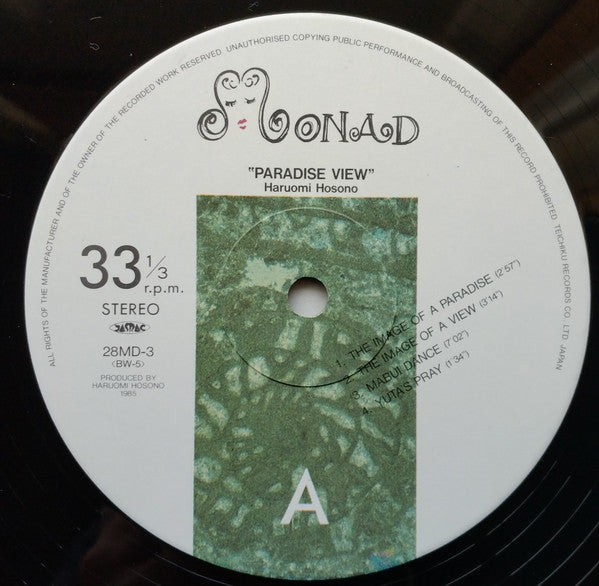 ALL RIGHTS OF THE MANUFACTURER AND OF THE OWNER OF THE RECORDED WORK RESERVED. UNAUTHORISED COPYING PUBLIC PERFORMANCE AND BROADCASTING OF THIS RECORD PROHIBITED. TEICHIKU RECORDS CO. LTD. JAPAN.
MONAD
"PARADISE VIEW"
Haruomi Hosono
33 1/3
r.p.m.
STEREO
JASRAC
28MD-3
<BW-5>
PRODUCED BY
HARUOMI HOSONO
1985
1. THE IMAGE OF A PARADISE (2'57")
2. THE IMAGE OF A VIEW (3'14")
3. MABUI DANCE (7'02")
4. YUTA'S PRAY (1'34")
A